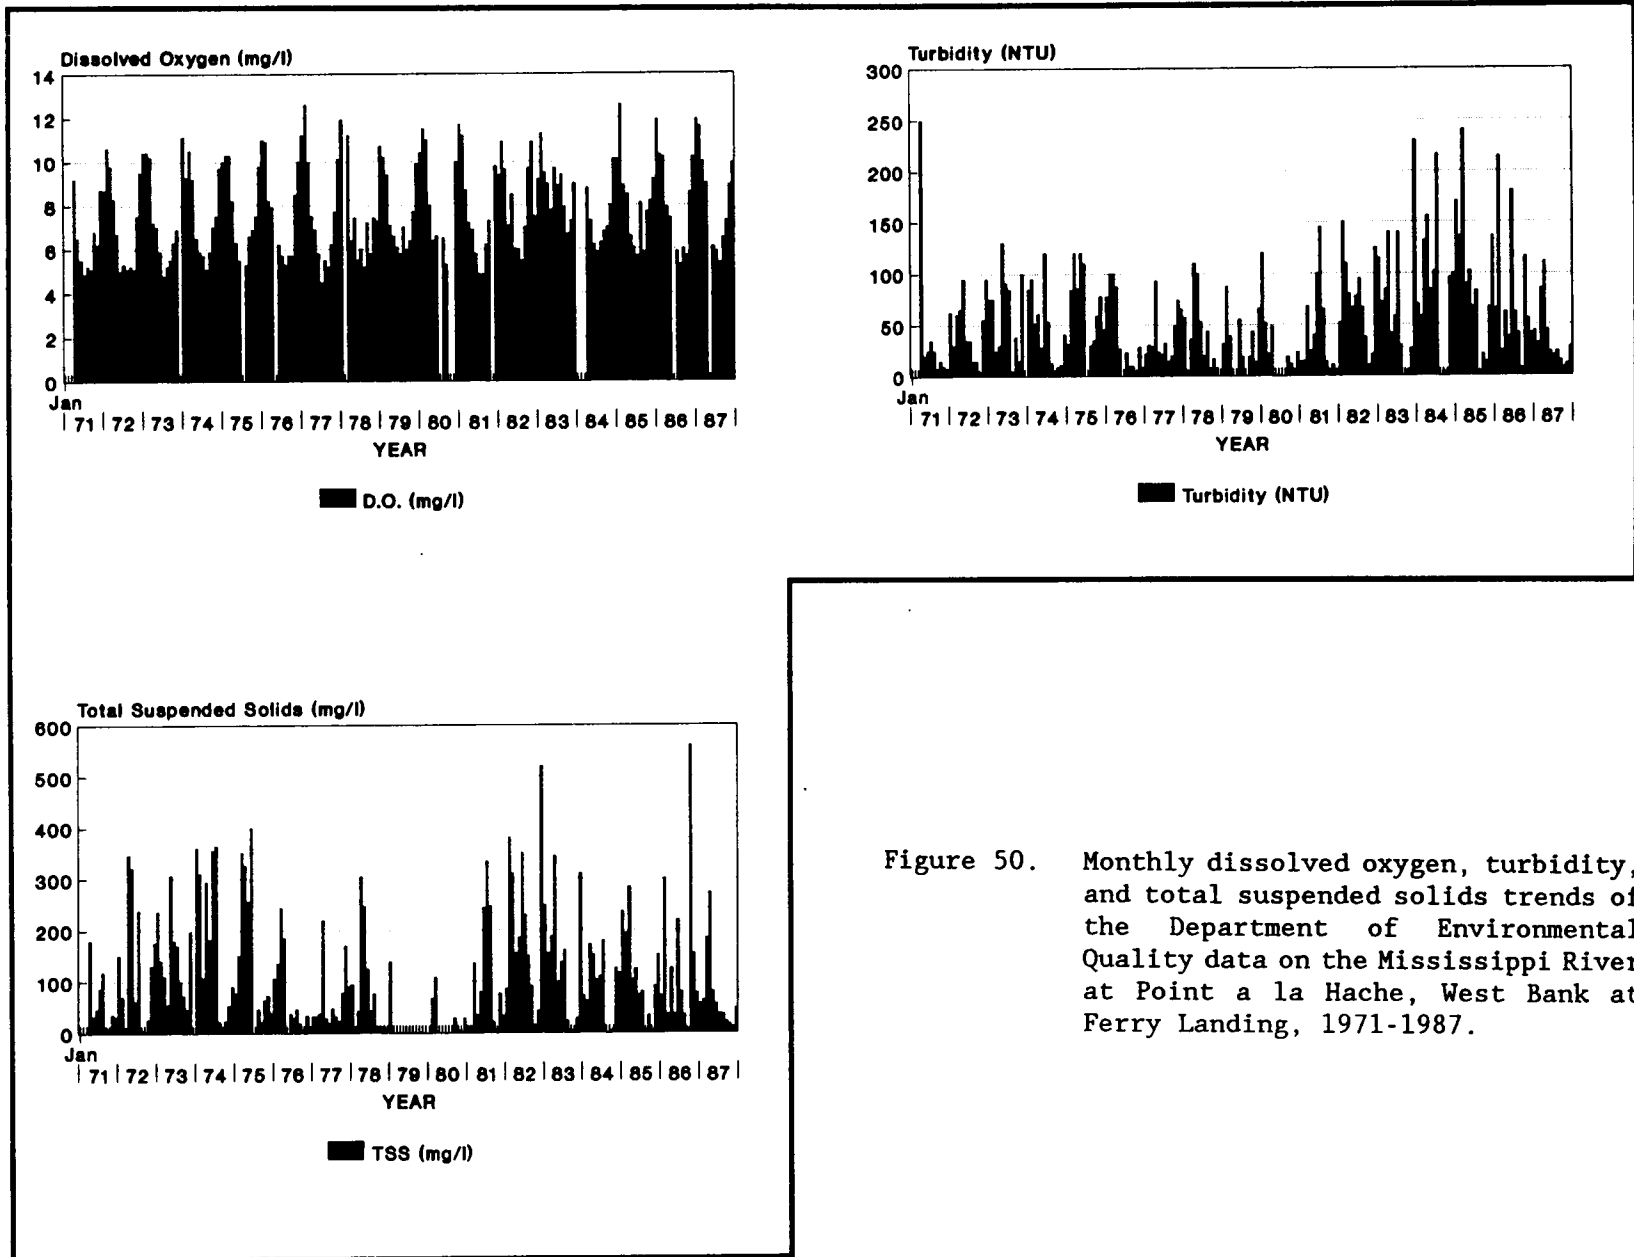 Dissolved Oxygen (mg/l)
14
12
10
8
6
4
2
0
Jan
71 72 73 74 75 76 77 78 79 80 81 82 83 84 85 86 87
YEAR
D.O. (mg/l)
Turbidity (NTU)
300
250
200
150
100
50
0
Jan
71 72 73 74 75 76 77 78 79 80 81 82 83 84 85 86 87
YEAR
Turbidity (NTU)
Total Suspended Solids (mg/l)
600
500
400
300
200
100
0
Jan
71 72 73 74 75 76 77 78 79 80 81 82 83 84 85 86 87
YEAR
TSS (mg/l)
Figure 50. Monthly dissolved oxygen, turbidity,
and total suspended solids trends of
the Department of Environmental
Quality data on the Mississippi River
at Point a la Hache, West Bank at
Ferry Landing, 1971-1987.